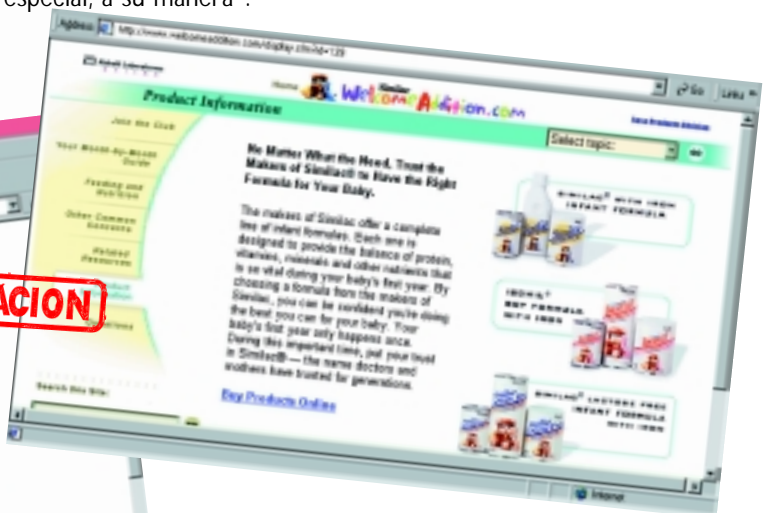 especial, a su manera".
Address http://www.welcomeaddition.com/display.cfm?id=129
Go Links
Home Similac WelcomeAddition.com
Product Information
Select topic:
Join the Club
Your Month-By-Month
Guide
Feeding and
Nutrition
Other Common
Concerns
Related
Resources
Product
ACION
Search this Site:
No Matter What the Need, Trust the
Makers of Similac® to Have the Right
Formula for Your Baby.
The makers of Similac offer a complete
line of infant formulas. Each one is
designed to provide the balance of protein,
vitamins, minerals and other nutrients that
is so vital during your baby's first year. By
choosing a formula from the makers of
Similac, you can be confident you're doing
the best you can for your baby. Your
baby's first year only happens once.
During this important time, put your trust
in Similac® — the name doctors and
mothers have trusted for generations.
Buy Products Online
SIMILAC® WITH IRON
INFANT FORMULA
ISOMIL®
SOY FORMULA
WITH IRON
SIMILAC® LACTOSE FREE
INFANT FORMULA
WITH IRON
Internet